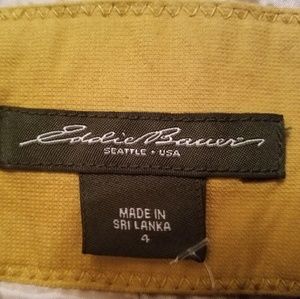 Eddie Bauer
SEATTLE • USA
MADE IN
SRI LANKA
4